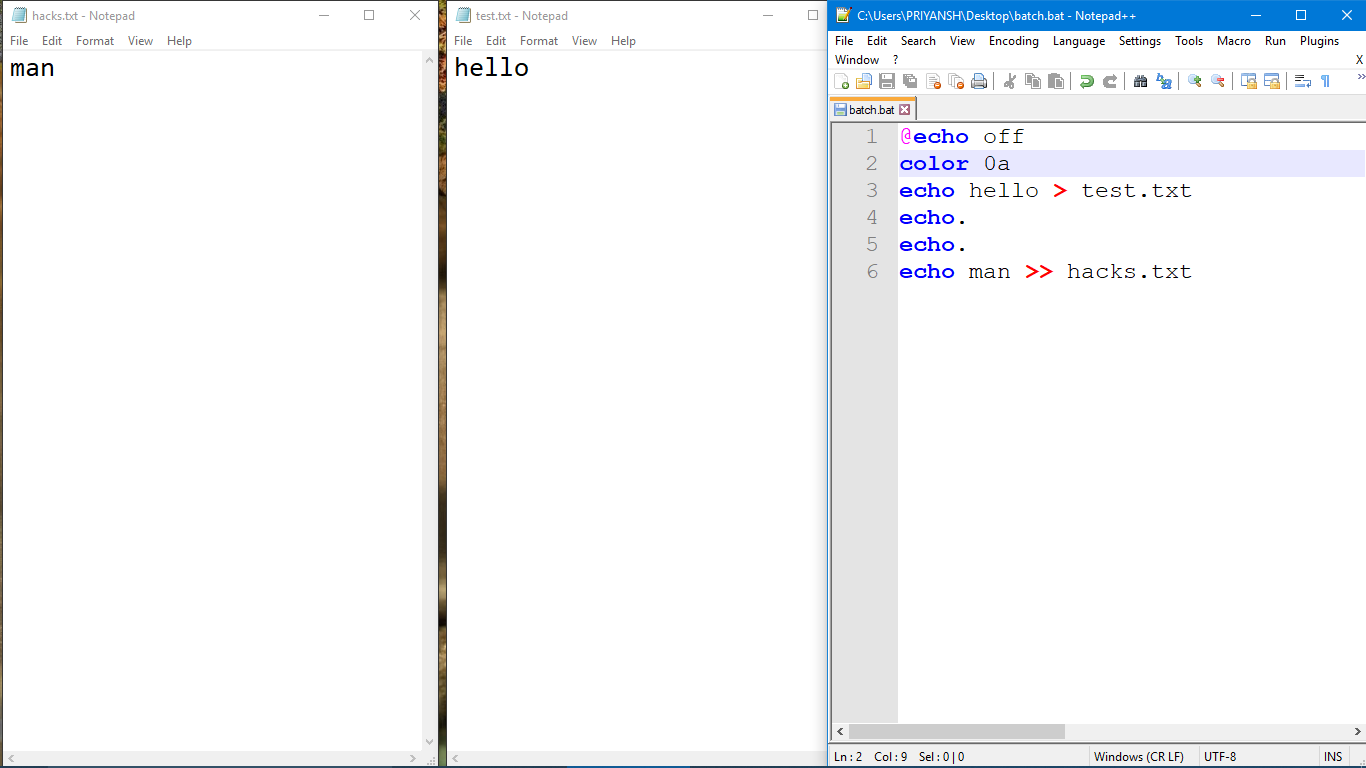 hacks.txt - Notepad
File Edit Format View Help
man
test.txt - Notepad
File Edit Format View Help
hello
C:\Users\PRIYANSH\Desktop\batch.bat - Notepad++
File Edit Search View Encoding Language Settings Tools Macro Run Plugins
Window ? X
batch.bat
1 @echo off
2 color 0a
3 echo hello > test.txt
4 echo.
5 echo.
6 echo man >> hacks.txt
Ln : 2 Col : 9 Sel : 0 | 0 Windows (CR LF) UTF-8 INS